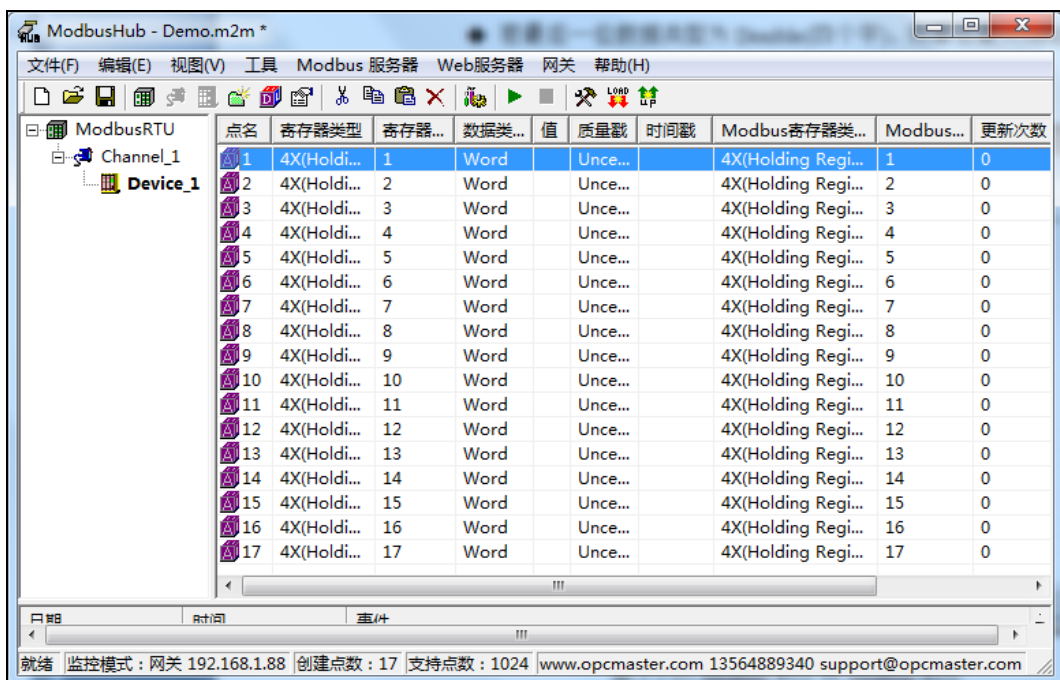 ModbusHub - Demo.m2m *
文件(F) 编辑(E) 视图(V) 工具 Modbus 服务器 Web服务器 网关 帮助(H)
ModbusRTU
Channel_1
Device_1
点名 寄存器类型 寄存器... 数据类... 值 质量戳 时间戳 Modbus寄存器类... Modbus... 更新次数
1 4X(Holdi... 1 Word Unce... 4X(Holding Regi... 1 0
2 4X(Holdi... 2 Word Unce... 4X(Holding Regi... 2 0
3 4X(Holdi... 3 Word Unce... 4X(Holding Regi... 3 0
4 4X(Holdi... 4 Word Unce... 4X(Holding Regi... 4 0
5 4X(Holdi... 5 Word Unce... 4X(Holding Regi... 5 0
6 4X(Holdi... 6 Word Unce... 4X(Holding Regi... 6 0
7 4X(Holdi... 7 Word Unce... 4X(Holding Regi... 7 0
8 4X(Holdi... 8 Word Unce... 4X(Holding Regi... 8 0
9 4X(Holdi... 9 Word Unce... 4X(Holding Regi... 9 0
10 4X(Holdi... 10 Word Unce... 4X(Holding Regi... 10 0
11 4X(Holdi... 11 Word Unce... 4X(Holding Regi... 11 0
12 4X(Holdi... 12 Word Unce... 4X(Holding Regi... 12 0
13 4X(Holdi... 13 Word Unce... 4X(Holding Regi... 13 0
14 4X(Holdi... 14 Word Unce... 4X(Holding Regi... 14 0
15 4X(Holdi... 15 Word Unce... 4X(Holding Regi... 15 0
16 4X(Holdi... 16 Word Unce... 4X(Holding Regi... 16 0
17 4X(Holdi... 17 Word Unce... 4X(Holding Regi... 17 0
日期 时间 事件
就绪 监控模式：网关 192.168.1.88 创建点数：17 支持点数：1024 www.opcmaster.com 13564889340 support@opcmaster.com